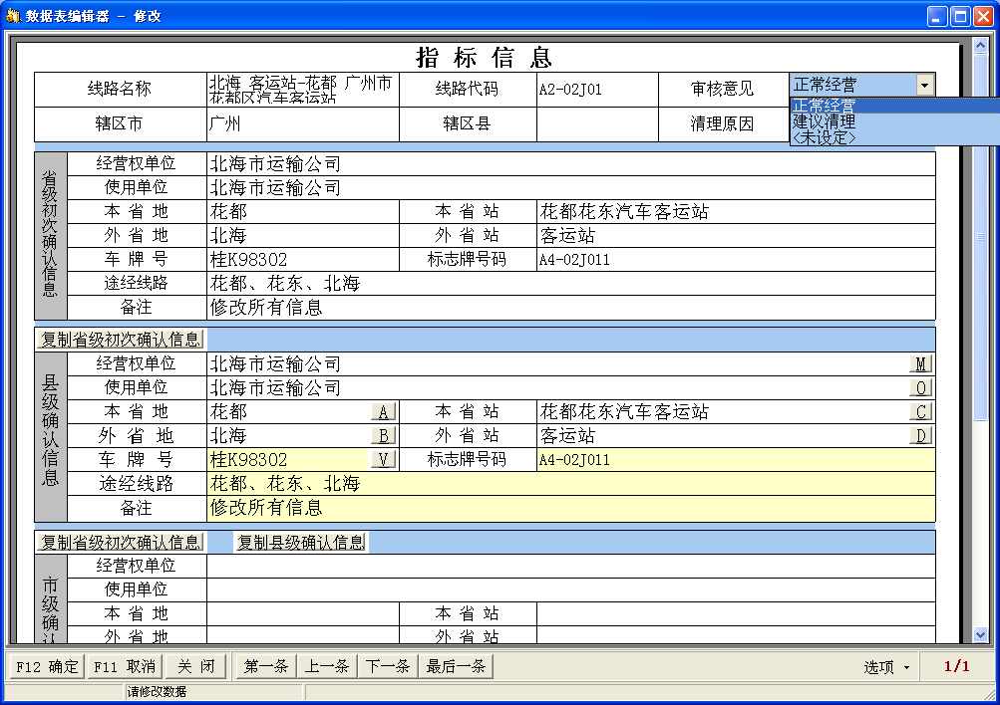 数据表编辑器 - 修改
指 标 信 息
线路名称 北海 客运站-花都 广州市花都区汽车客运站 线路代码 A2-02J01 审核意见 正常经营
正常经营
建议清理
<未设定>
辖区市 广州 辖区县 清理原因
省级初次确认信息
经营权单位 北海市运输公司
使用单位 北海市运输公司
本 省 地 花都 本 省 站 花都花东汽车客运站
外 省 地 北海 外 省 站 客运站
车 牌 号 桂K98302 标志牌号码 A4-02J011
途经线路 花都、花东、北海
备注 修改所有信息
复制省级初次确认信息
县级确认信息
经营权单位 北海市运输公司 M
使用单位 北海市运输公司 O
本 省 地 花都 A 本 省 站 花都花东汽车客运站 C
外 省 地 北海 B 外 省 站 客运站 D
车 牌 号 桂K98302 V 标志牌号码 A4-02J011
途经线路 花都、花东、北海
备注 修改所有信息
复制省级初次确认信息 复制县级确认信息
市级确认
经营权单位
使用单位
本 省 地 本 省 站
外 省 地 外 省 站
F12 确定 F11 取消 关 闭 第一条 上一条 下一条 最后一条 选项 1/1
请修改数据